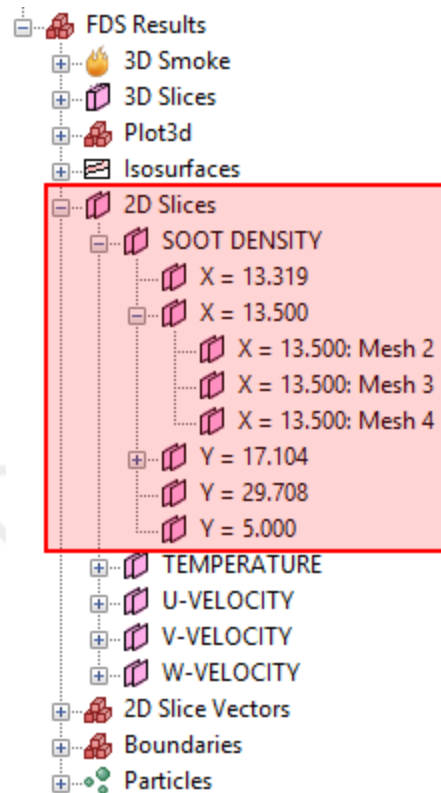 FDS Results
3D Smoke
3D Slices
Plot3d
Isosurfaces
2D Slices
SOOT DENSITY
X = 13.319
X = 13.500
X = 13.500: Mesh 2
X = 13.500: Mesh 3
X = 13.500: Mesh 4
Y = 17.104
Y = 29.708
Y = 5.000
TEMPERATURE
U-VELOCITY
V-VELOCITY
W-VELOCITY
2D Slice Vectors
Boundaries
Particles